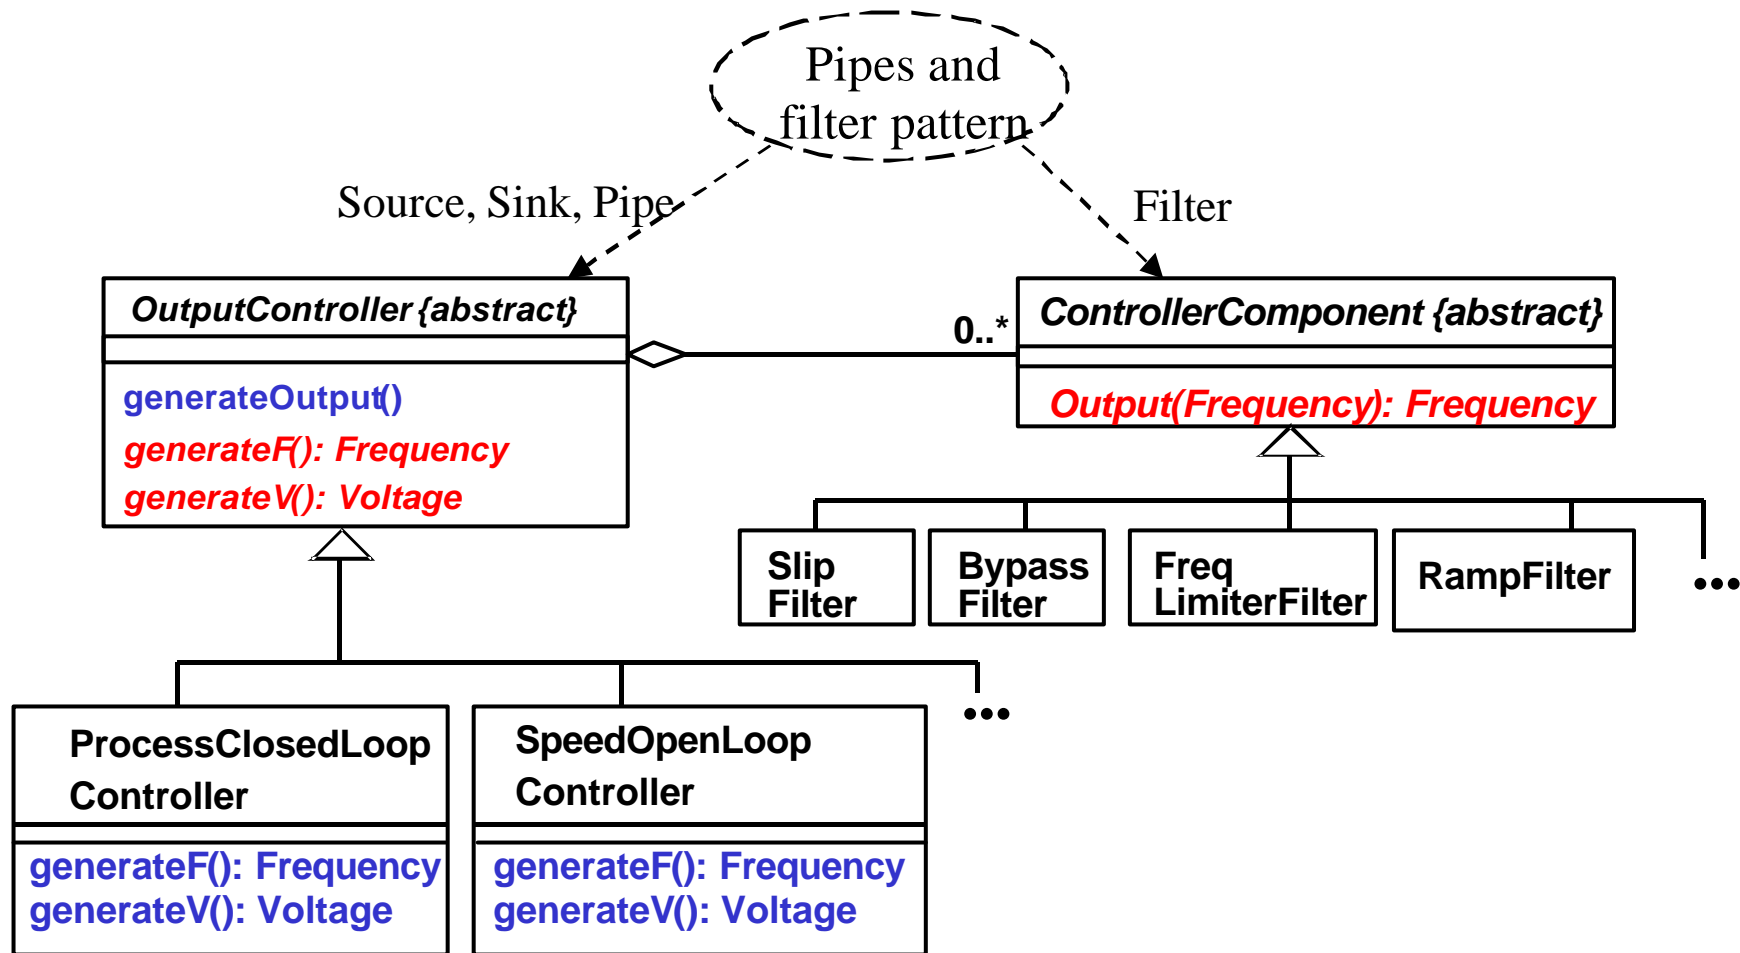 Pipes and
filter pattern
Source, Sink, Pipe
Filter
OutputController {abstract}
generateOutput()
generateF(): Frequency
generateV(): Voltage
0..*
ControllerComponent {abstract}
Output(Frequency): Frequency
Slip
Filter
Bypass
Filter
Freq
LimiterFilter
RampFilter
...
ProcessClosedLoop
Controller
generateF(): Frequency
generateV(): Voltage
SpeedOpenLoop
Controller
generateF(): Frequency
generateV(): Voltage
...